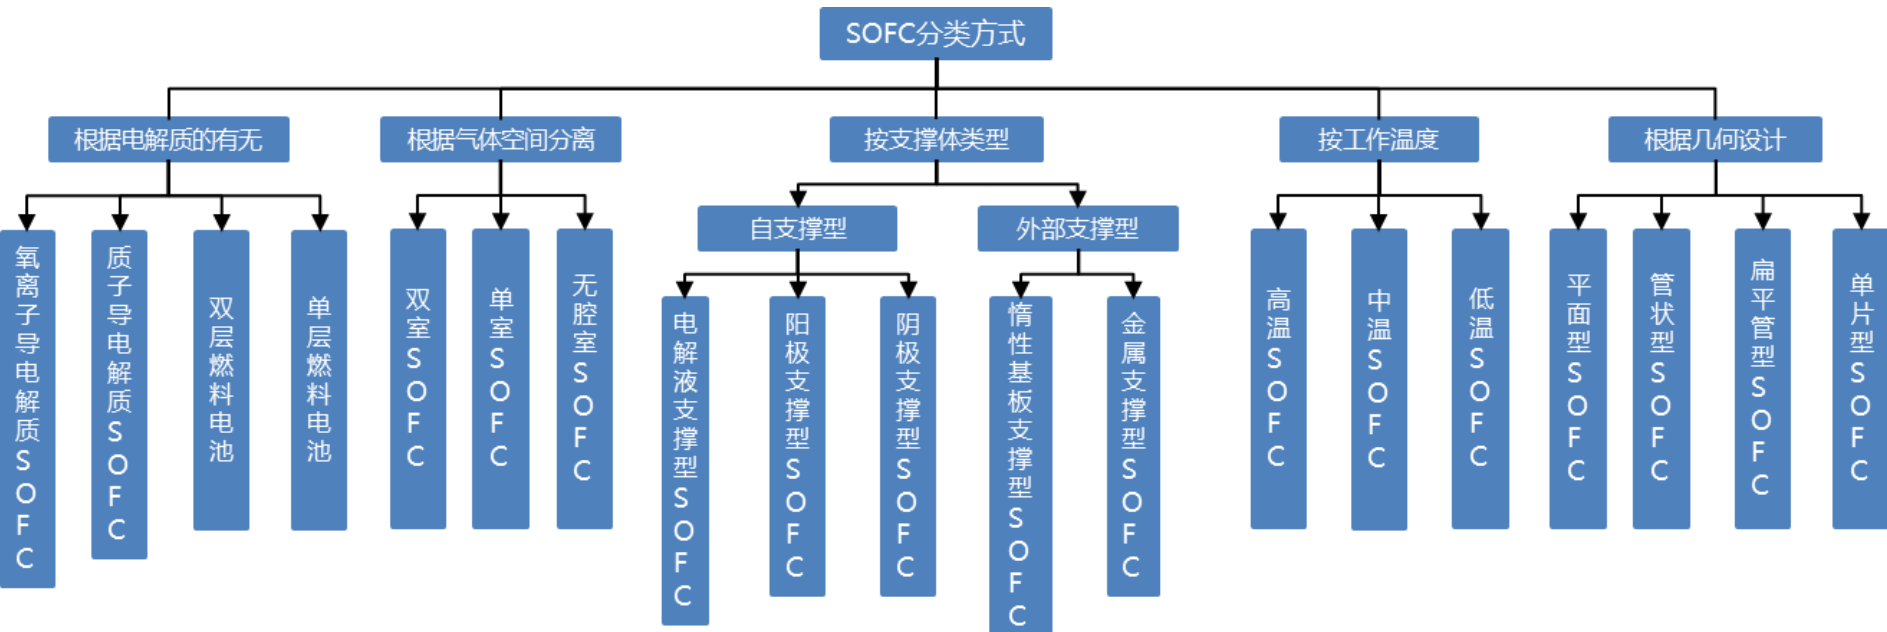 SOFC分类方式
根据电解质的有无
根据气体空间分离
按支撑体类型
按工作温度
根据几何设计
自支撑型
外部支撑型
氧离子导电解质SOFC
质子导电解质SOFC
双层燃料电池
单层燃料电池
双室SOFC
单室SOFC
无腔室SOFC
电解液支撑型SOFC
阳极支撑型SOFC
阴极支撑型SOFC
惰性基板支撑型SOFC
金属支撑型SOFC
高温SOFC
中温SOFC
低温SOFC
平面型SOFC
管状型SOFC
扁平管型SOFC
单片型SOFC